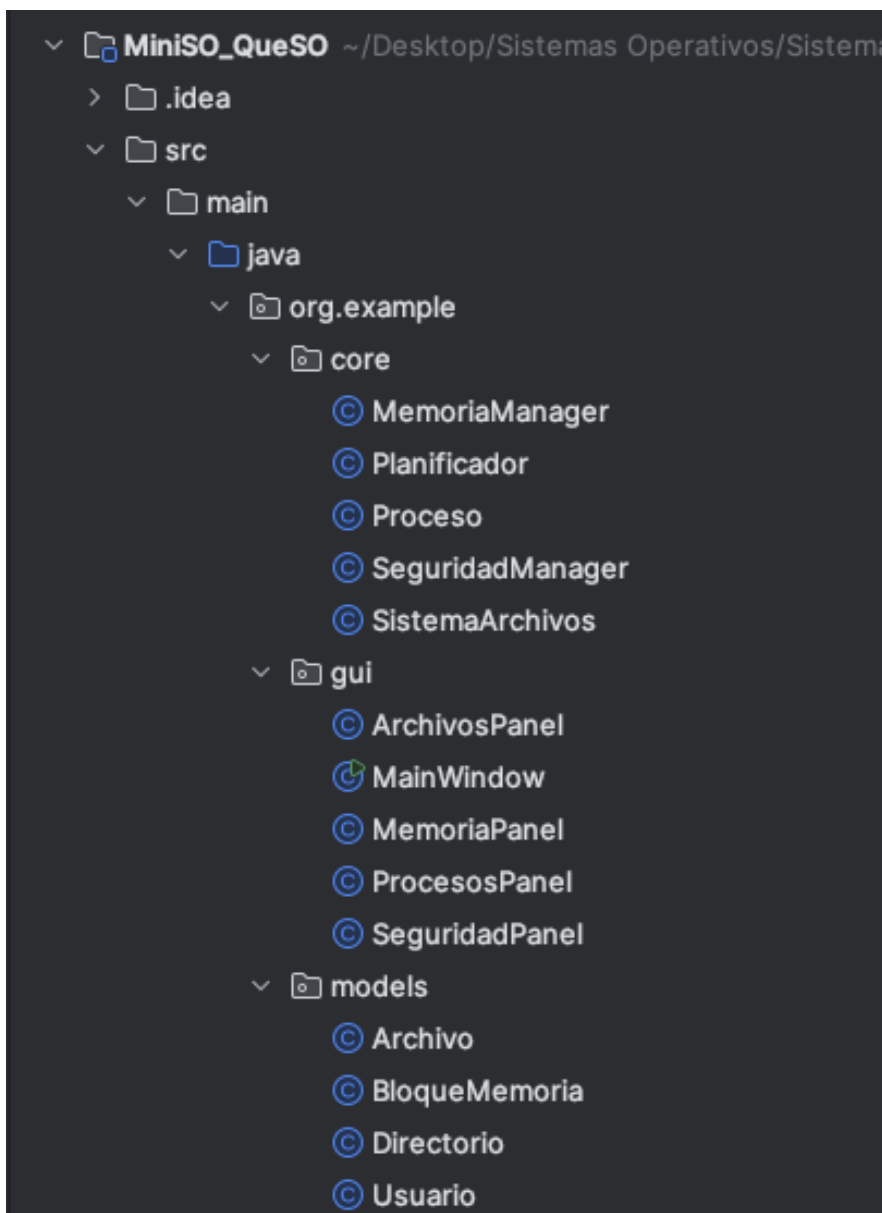 MiniSO_QueSO ~/Desktop/Sistemas Operativos/Sistema
.idea
src
main
java
org.example
core
MemoriaManager
Planificador
Proceso
SeguridadManager
SistemaArchivos
gui
ArchivosPanel
MainWindow
MemoriaPanel
ProcesosPanel
SeguridadPanel
models
Archivo
BloqueMemoria
Directorio
Usuario